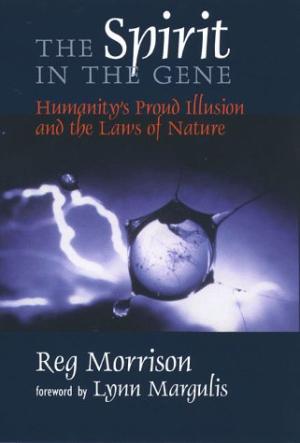 THE Spirit
IN THE GENE
Humanity's Proud Illusion
and the Laws of Nature
Reg Morrison
foreword by Lynn Margulis